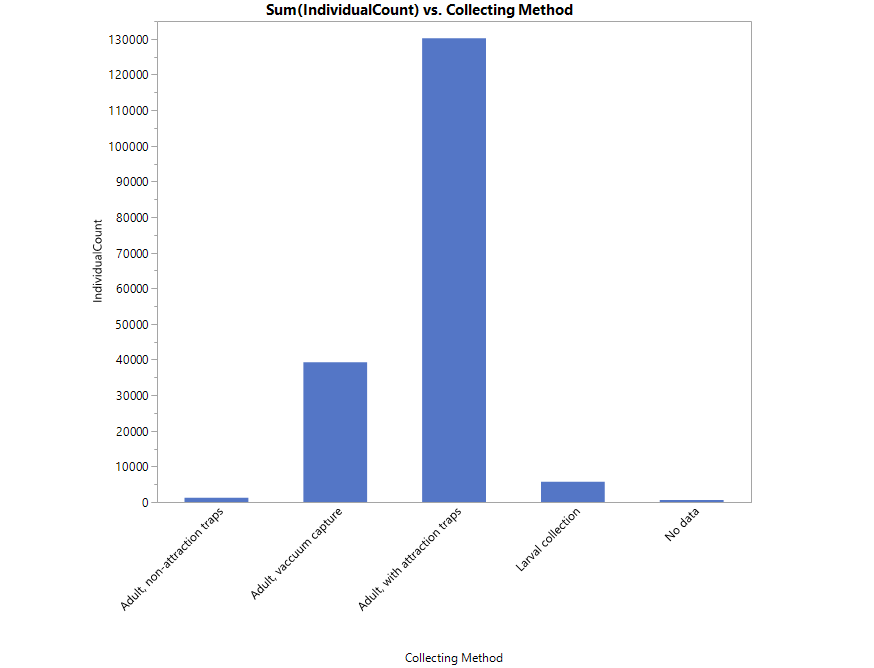 Sum(IndividualCount) vs. Collecting Method
130000
120000
110000
100000
90000
80000
70000
60000
50000
40000
30000
20000
10000
0
IndividualCount
Adult, non-attraction traps
Adult, vaccuum capture
Adult, with attraction traps
Larval collection
No data
Collecting Method